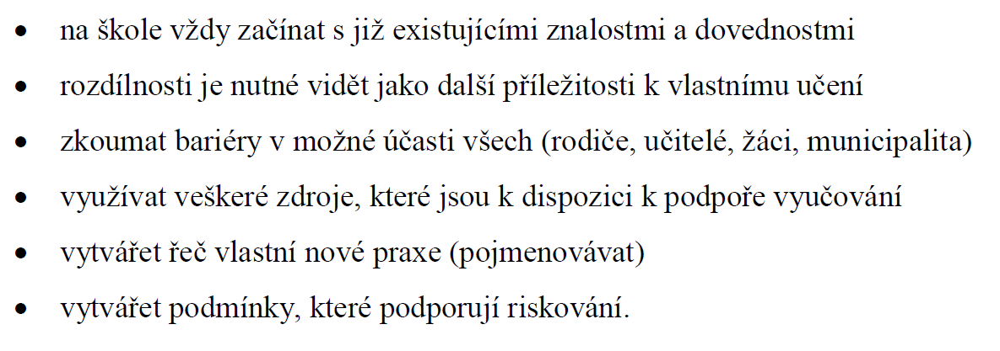 • na škole vždy začínat s již existujícími znalostmi a dovednostmi
• rozdílnosti je nutné vidět jako další příležitosti k vlastnímu učení
• zkoumat bariéry v možné účasti všech (rodiče, učitelé, žáci, municipalita)
• využívat veškeré zdroje, které jsou k dispozici k podpoře vyučování
• vytvářet řeč vlastní nové praxe (pojmenovávat)
• vytvářet podmínky, které podporují riskování.